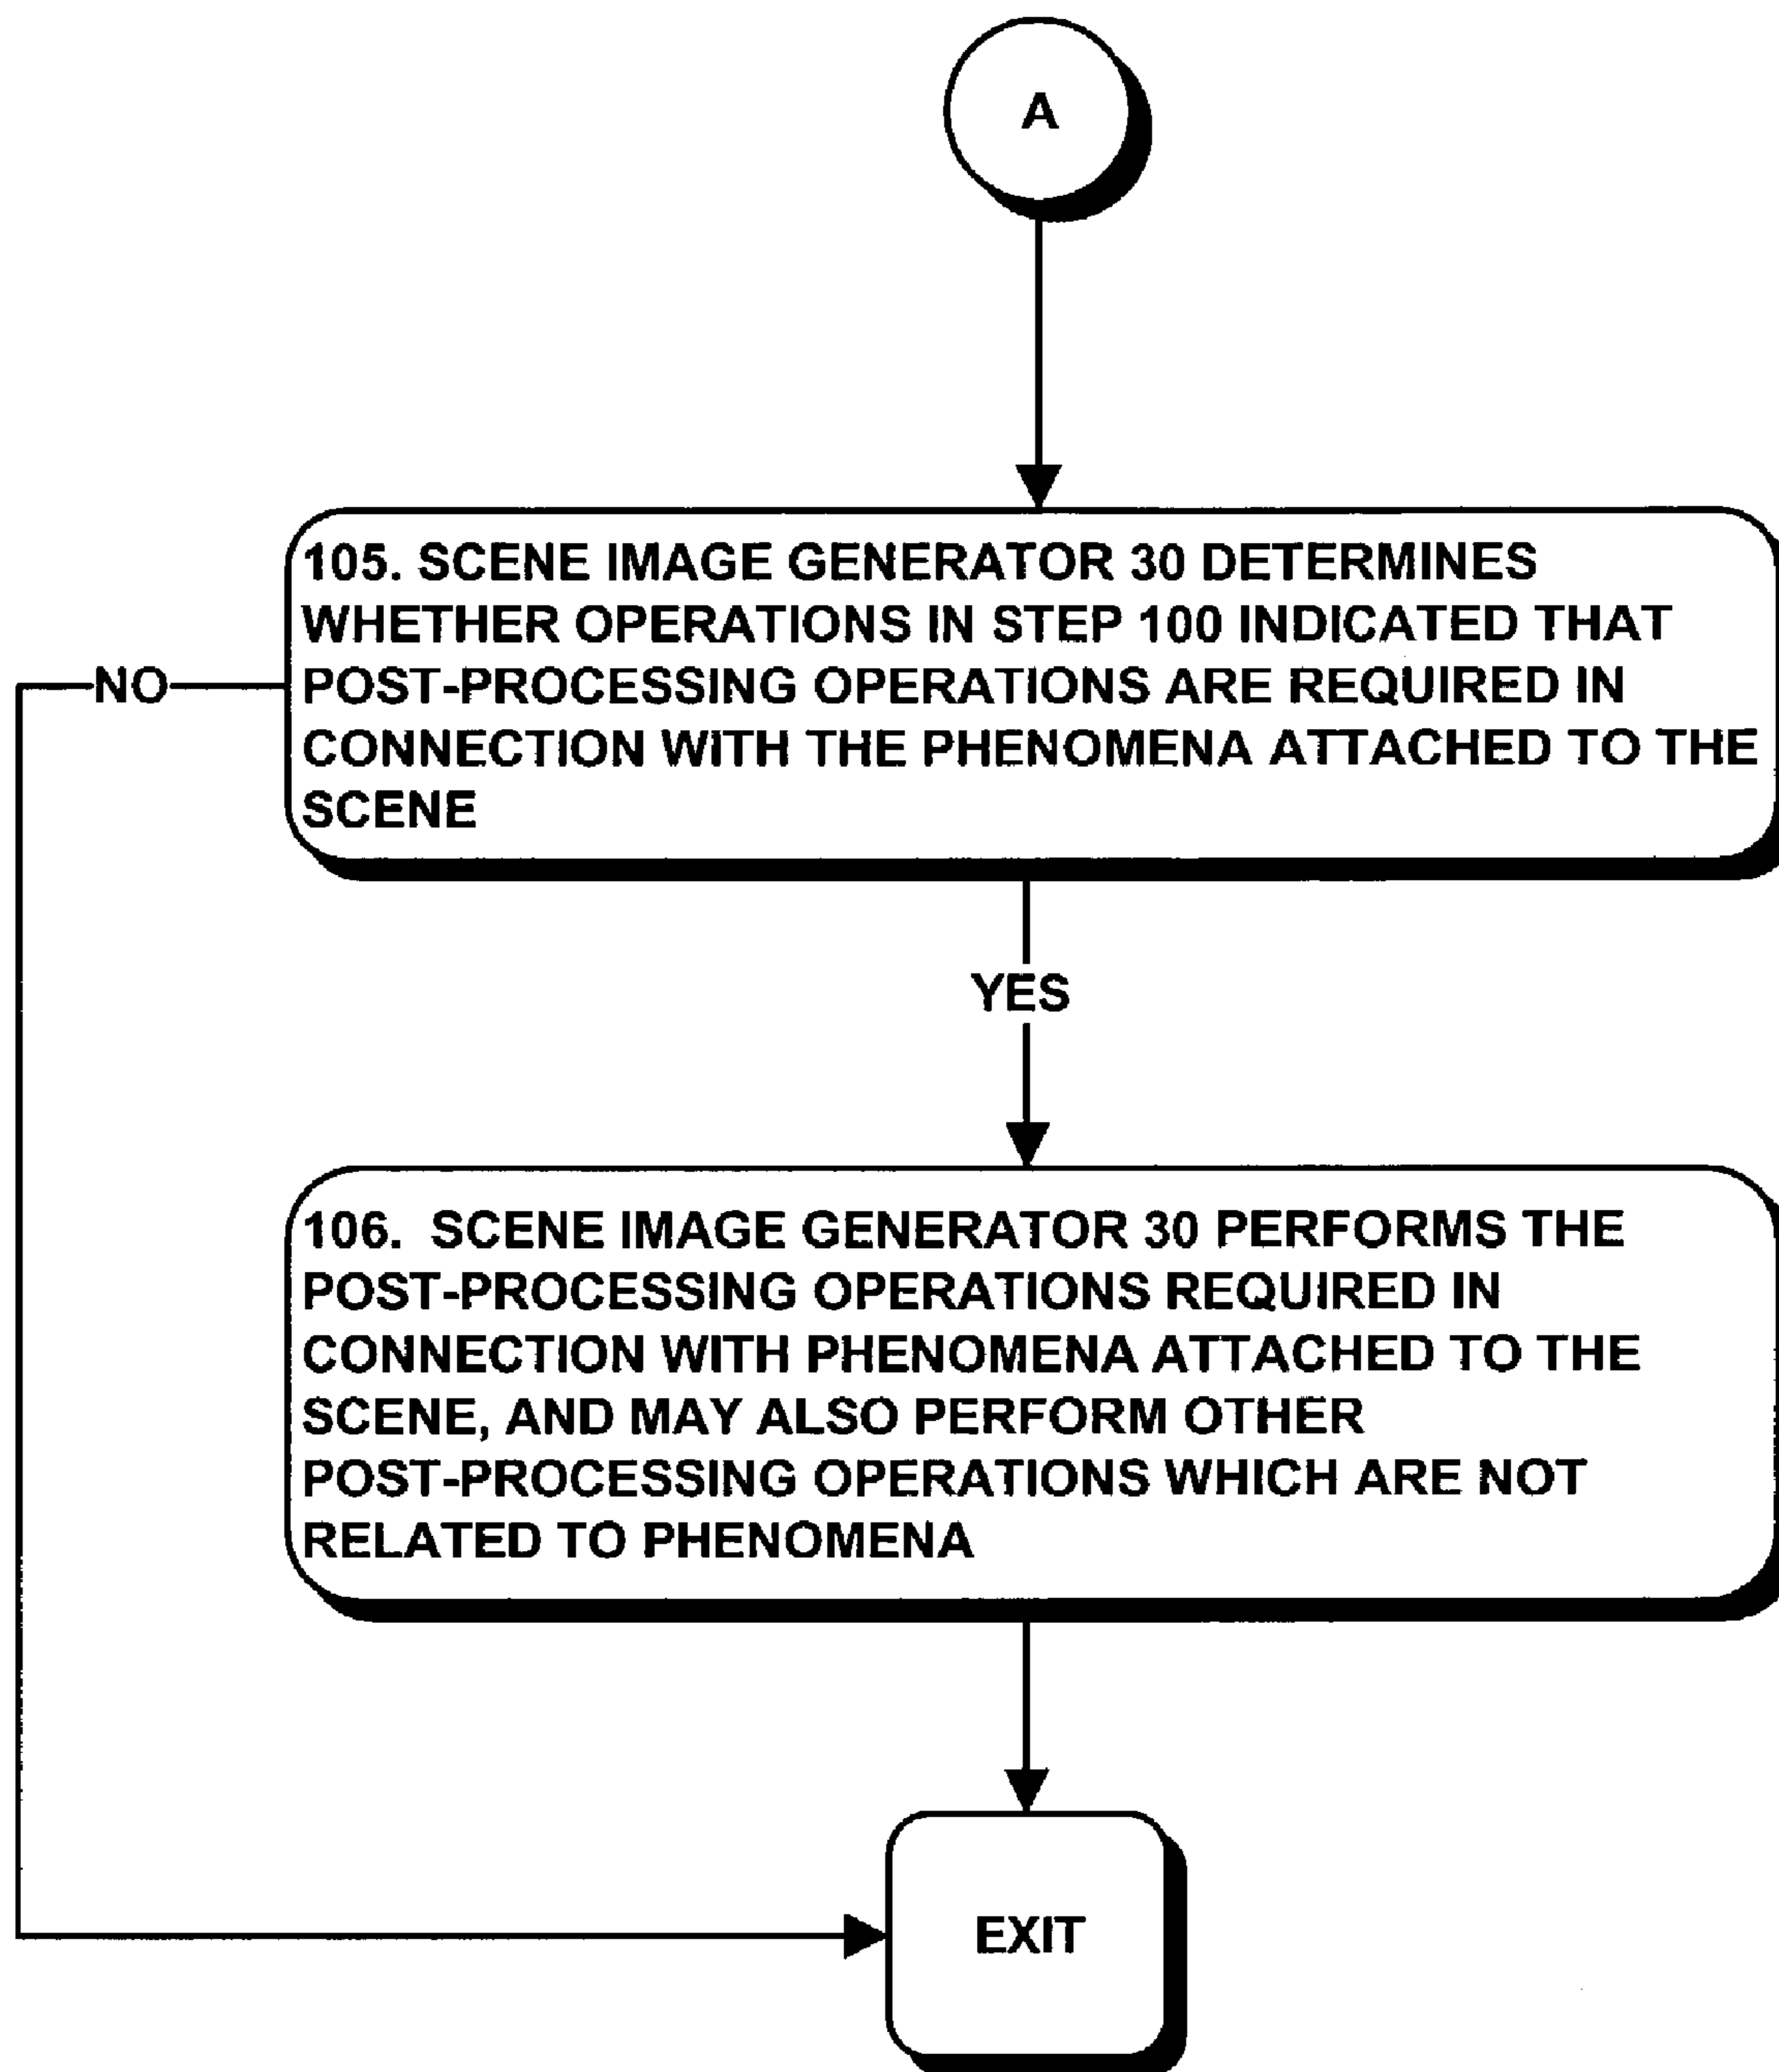 A
105. SCENE IMAGE GENERATOR 30 DETERMINES
WHETHER OPERATIONS IN STEP 100 INDICATED THAT
POST-PROCESSING OPERATIONS ARE REQUIRED IN
CONNECTION WITH THE PHENOMENA ATTACHED TO THE
SCENE
NO
YES
106. SCENE IMAGE GENERATOR 30 PERFORMS THE
POST-PROCESSING OPERATIONS REQUIRED IN
CONNECTION WITH PHENOMENA ATTACHED TO THE
SCENE, AND MAY ALSO PERFORM OTHER
POST-PROCESSING OPERATIONS WHICH ARE NOT
RELATED TO PHENOMENA
EXIT